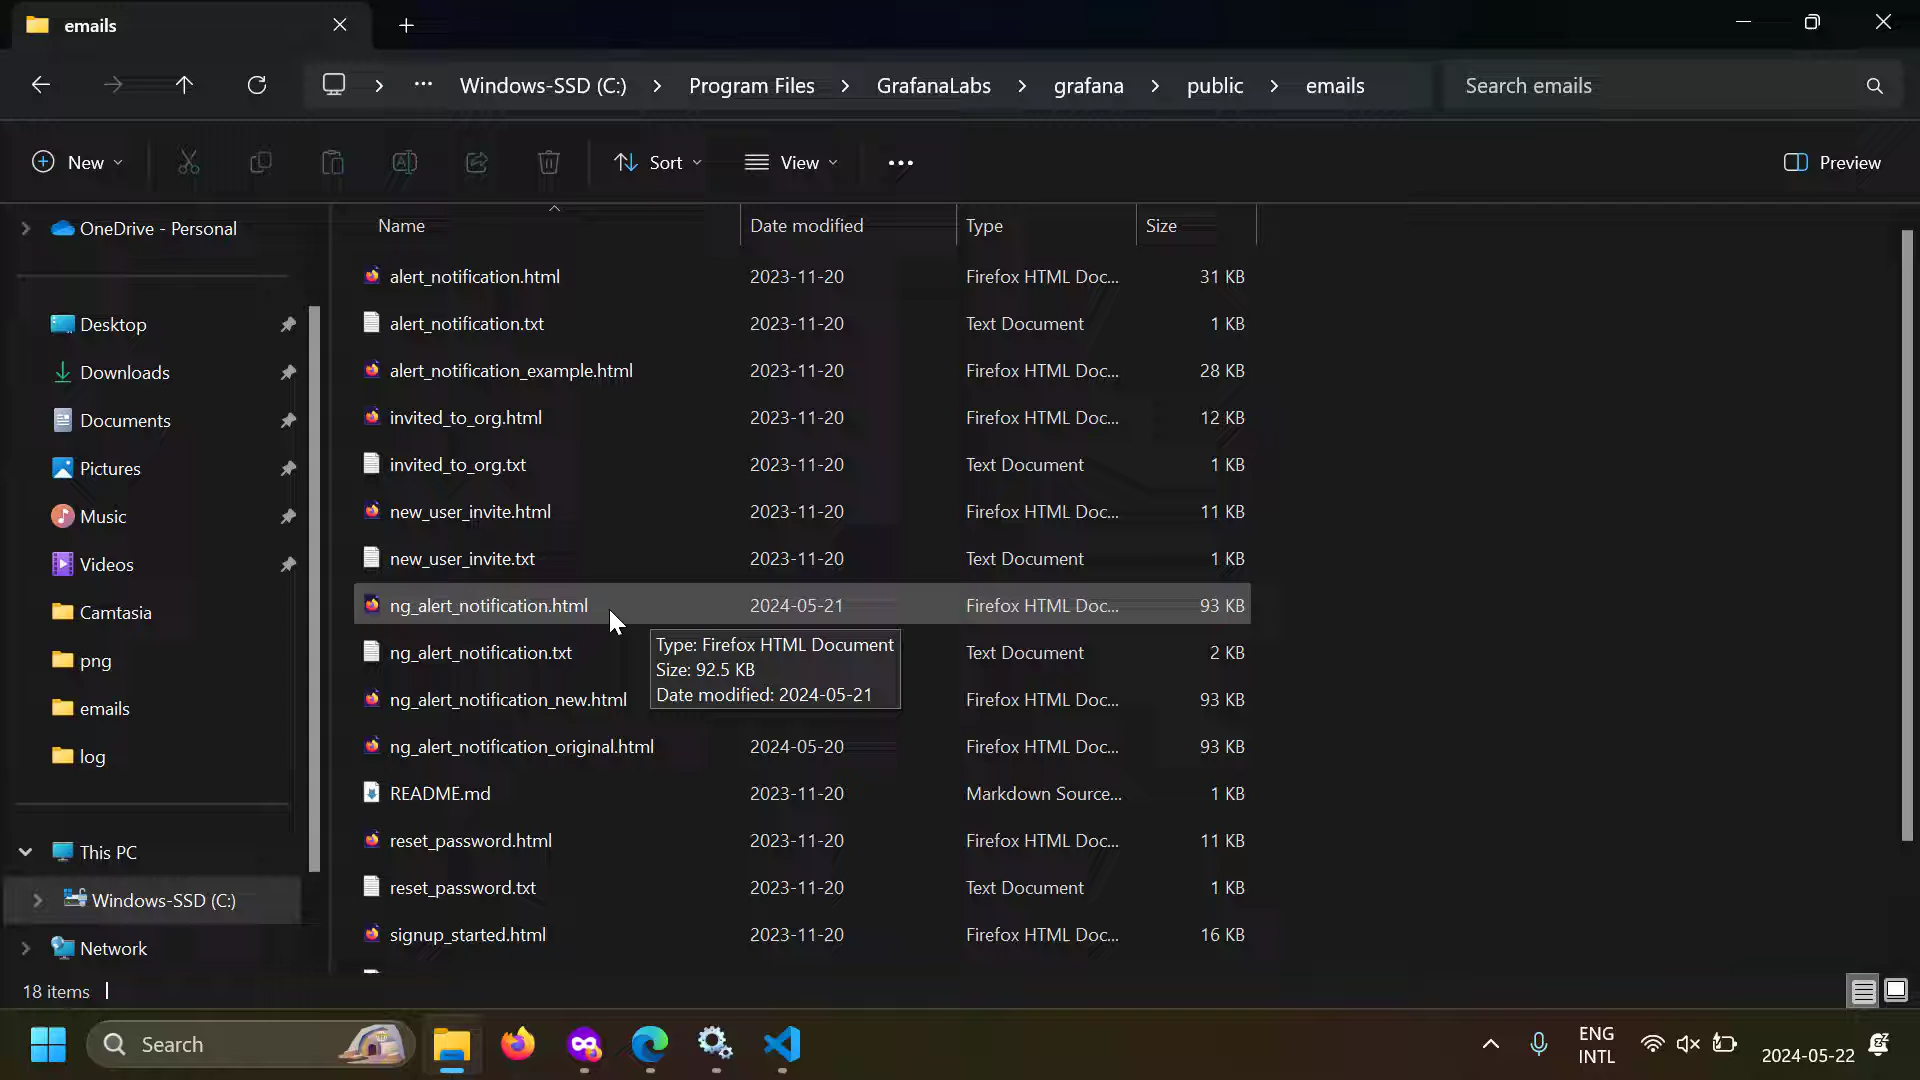 emails
Windows-SSD (C:) Program Files GrafanaLabs grafana public emails
Search emails
New Sort View Preview
OneDrive - Personal
Desktop
Downloads
Documents
Pictures
Music
Videos
Camtasia
png
emails
log
This PC
Windows-SSD (C:)
Network
Name Date modified Type Size
alert_notification.html 2023-11-20 Firefox HTML Doc... 31 KB
alert_notification.txt 2023-11-20 Text Document 1 KB
alert_notification_example.html 2023-11-20 Firefox HTML Doc... 28 KB
invited_to_org.html 2023-11-20 Firefox HTML Doc... 12 KB
invited_to_org.txt 2023-11-20 Text Document 1 KB
new_user_invite.html 2023-11-20 Firefox HTML Doc... 11 KB
new_user_invite.txt 2023-11-20 Text Document 1 KB
ng_alert_notification.html 2024-05-21 Firefox HTML Doc... 93 KB
ng_alert_notification.txt Text Document 2 KB
ng_alert_notification_new.html Firefox HTML Doc... 93 KB
ng_alert_notification_original.html 2024-05-20 Firefox HTML Doc... 93 KB
README.md 2023-11-20 Markdown Source... 1 KB
reset_password.html 2023-11-20 Firefox HTML Doc... 11 KB
reset_password.txt 2023-11-20 Text Document 1 KB
signup_started.html 2023-11-20 Firefox HTML Doc... 16 KB
Type: Firefox HTML Document
Size: 92.5 KB
Date modified: 2024-05-21
18 items
Search
ENG
INTL
2024-05-22